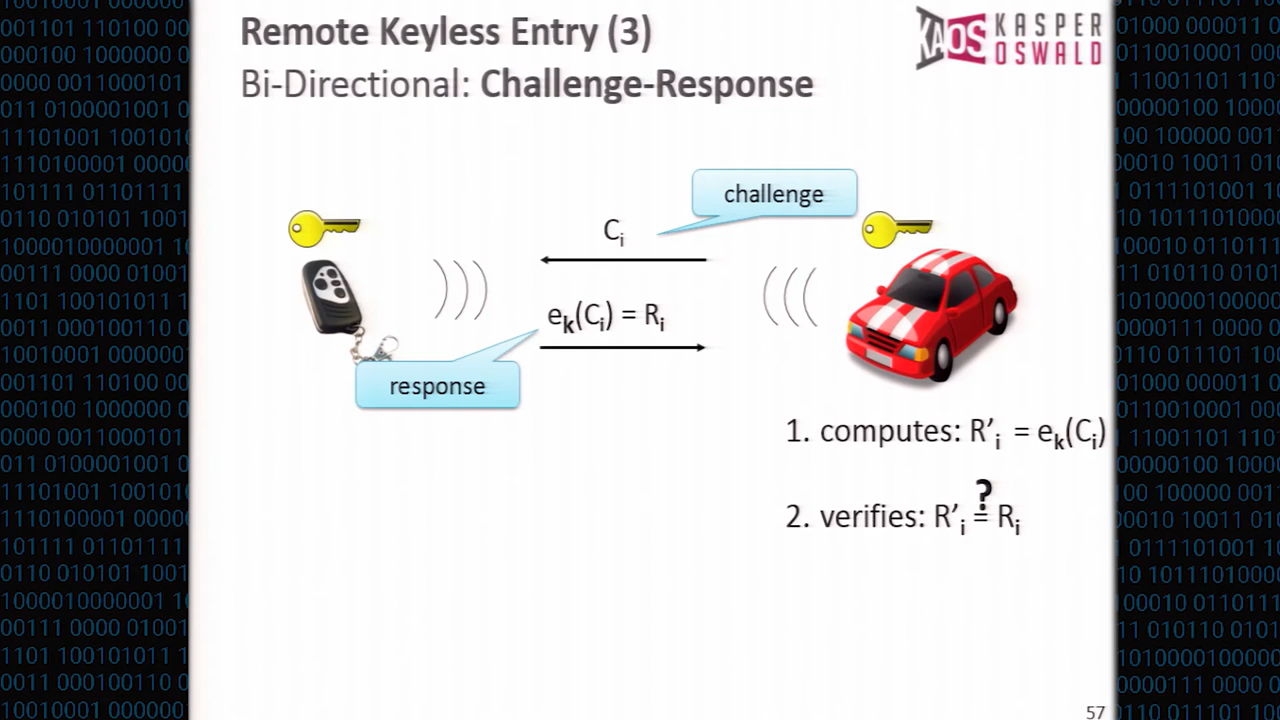 Remote Keyless Entry (3)
Bi-Directional: Challenge-Response
KAOS KASPER
OSWALD
challenge
Cᵢ
eₖ(Cᵢ) = Rᵢ
response
1. computes: R'ᵢ = eₖ(Cᵢ)
?
2. verifies: R'ᵢ = Rᵢ
57